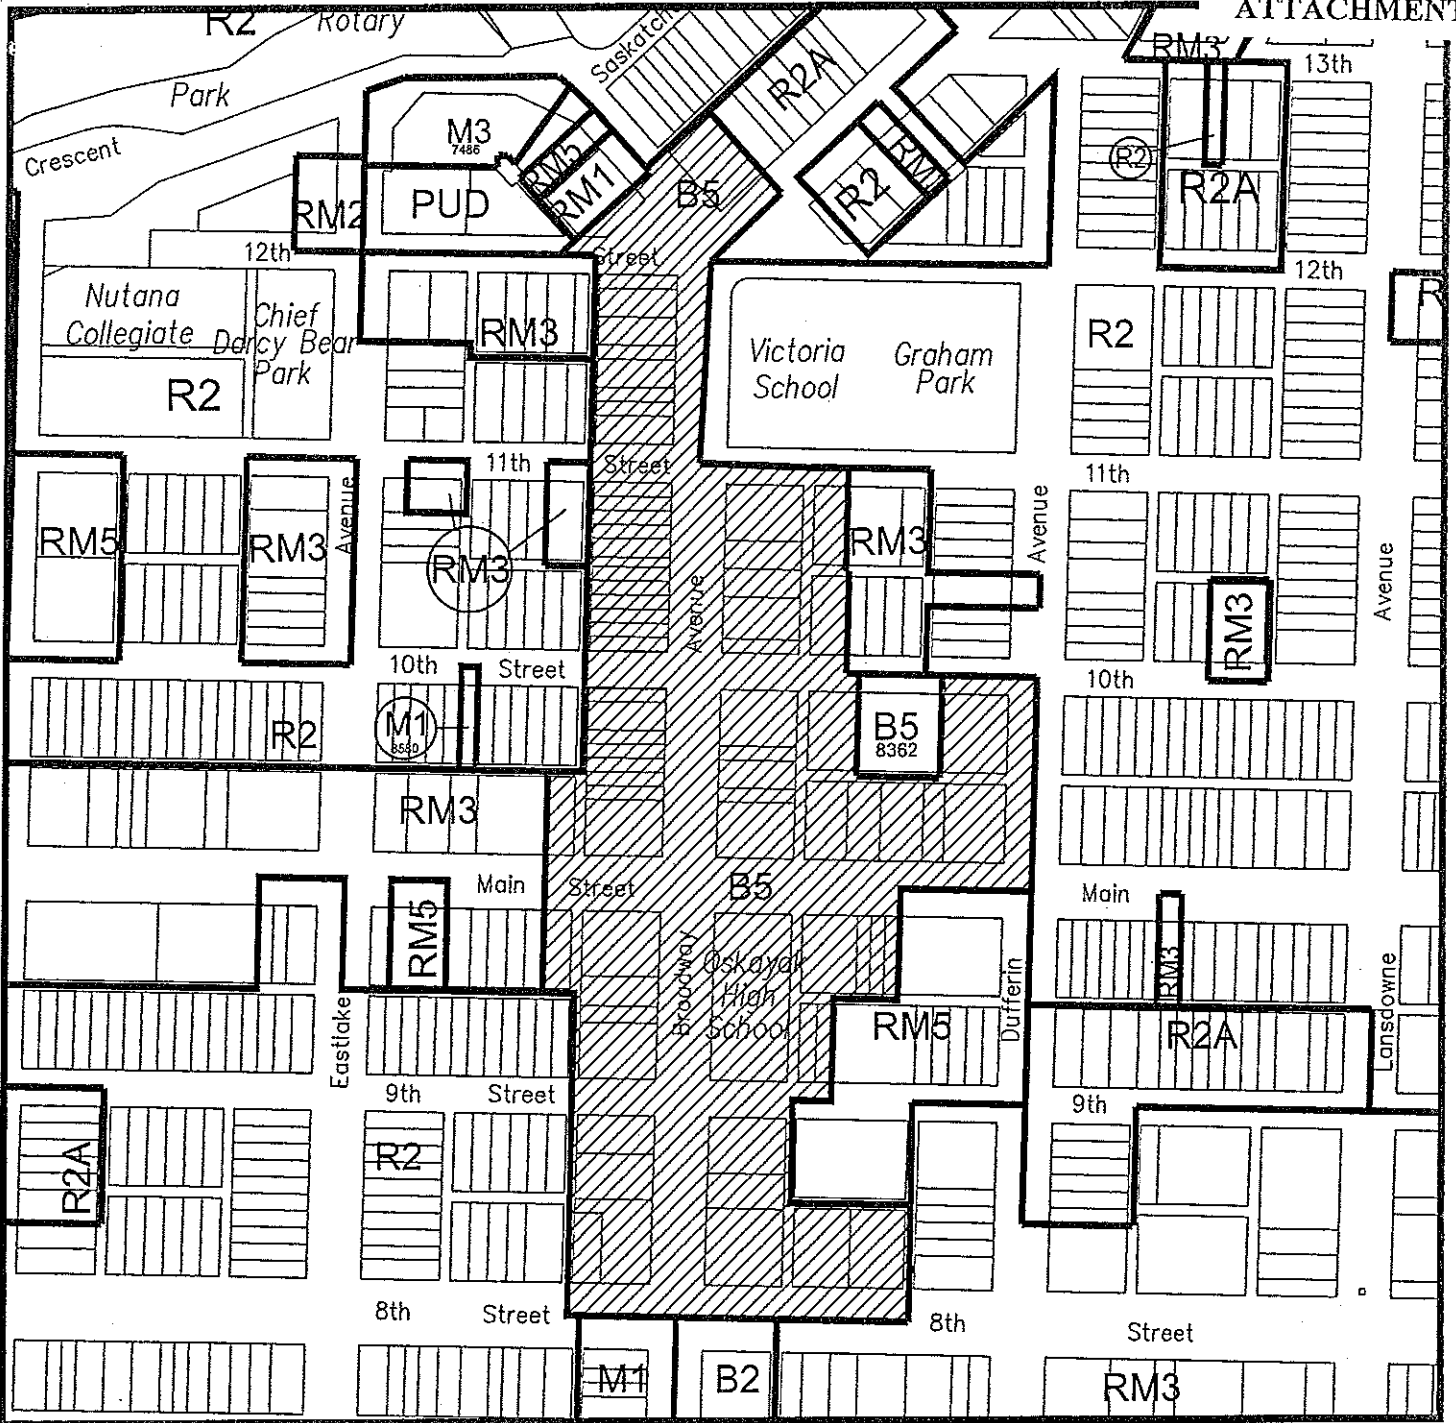 ATTACHMENT
R2
Rotary
Park
Crescent
Saskatch
R2A
RM3
13th
M3
7486
RM5
RM1
PUD
RM2
B5
R2
RM
R2
R2A
12th
Street
12th
Nutana
Collegiate
Chief
Darcy Bear
Park
R2
RM3
Victoria
School
Graham
Park
R2
R
11th
Street
11th
RM5
RM3
Avenue
RM3
Avenue
RM3
Avenue
RM3
Avenue
10th
Street
10th
R2
M1
8580
B5
8362
RM3
Main
Street
B5
Main
RM5
Broadway
Oskayak
High
School
RM5
Dufferin
RM3
R2A
Lansdowne
Eastlake
9th
Street
9th
R2A
R2
8th
Street
8th
Street
M1
B2
RM3